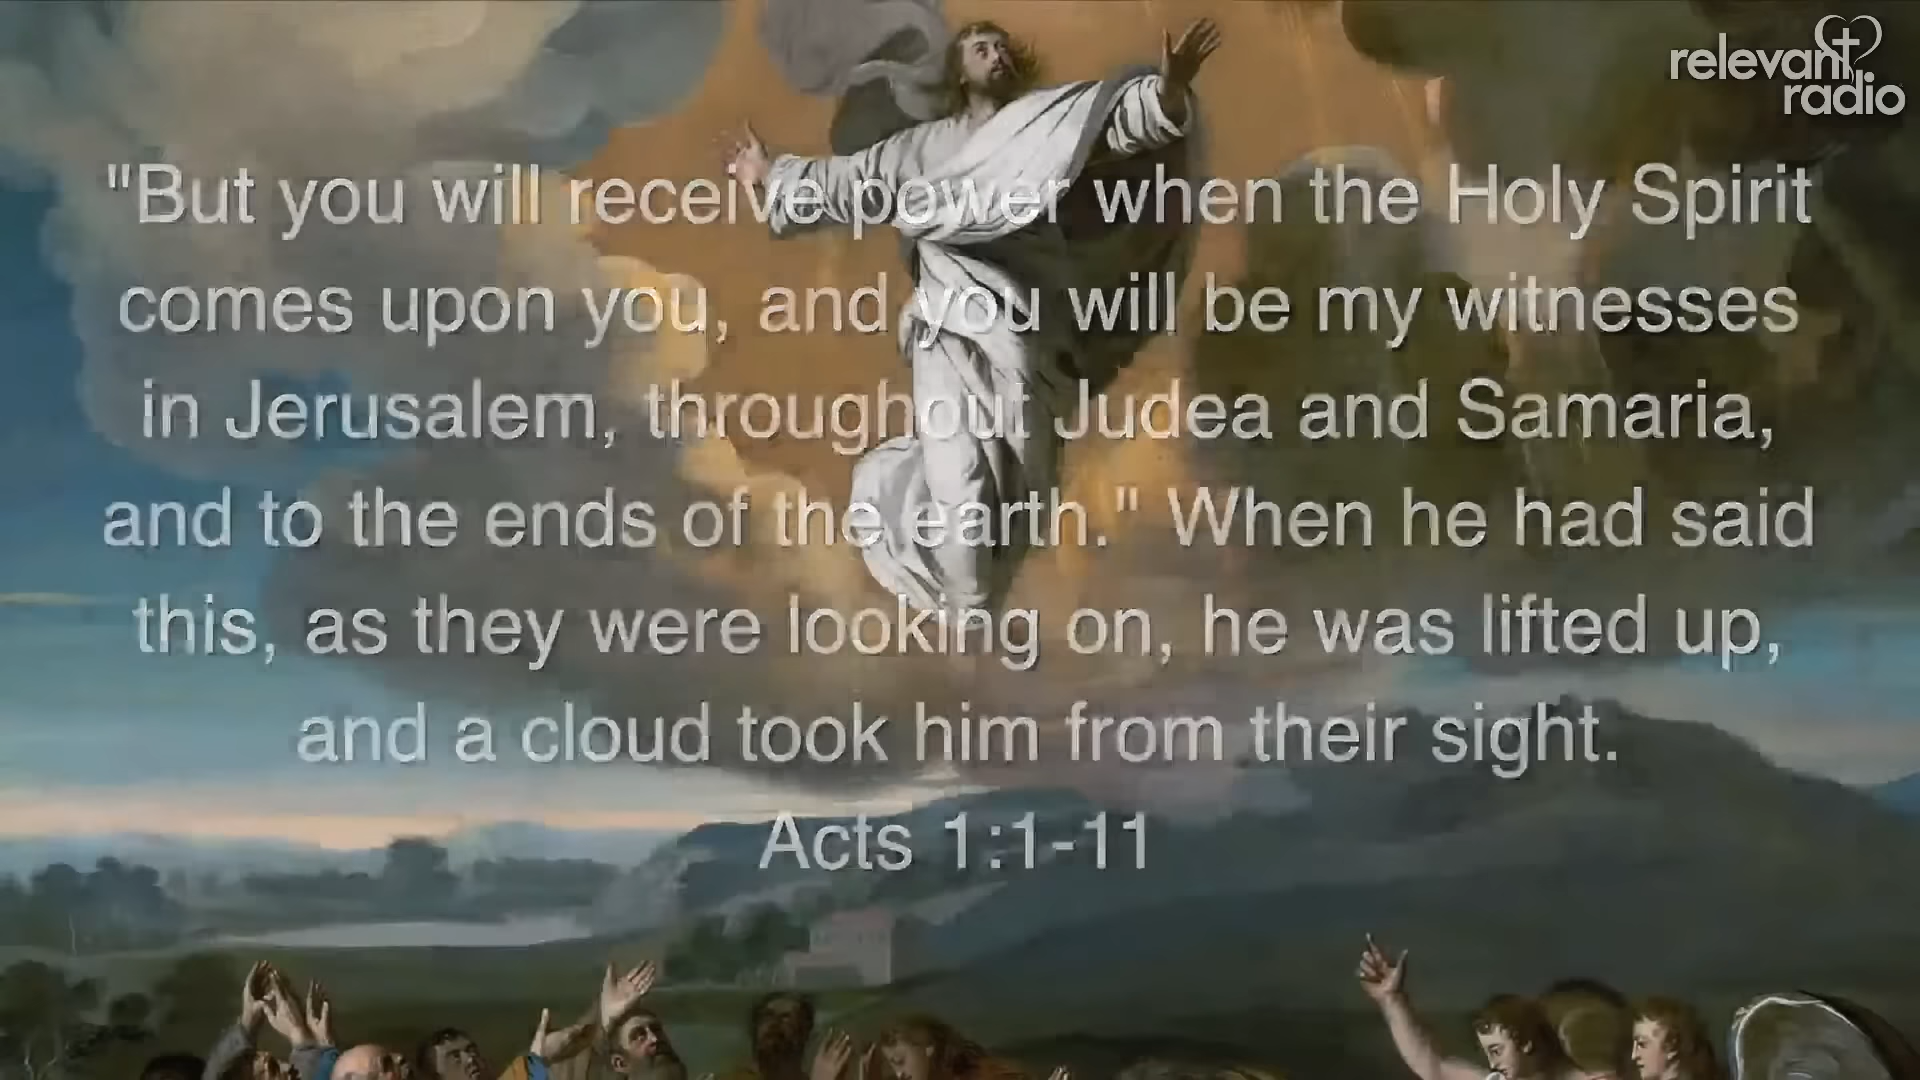 relevant
radio
"But you will receive power when the Holy Spirit
comes upon you, and you will be my witnesses
in Jerusalem, throughout Judea and Samaria,
and to the ends of the earth." When he had said
this, as they were looking on, he was lifted up,
and a cloud took him from their sight.
Acts 1:1-11